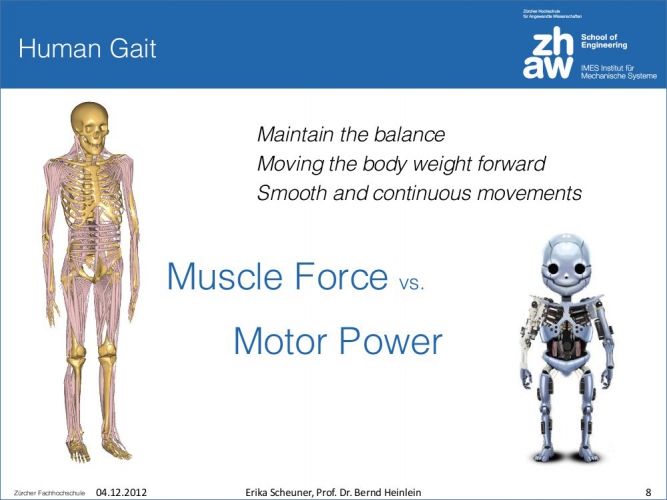 Human Gait
Zürcher Hochschule
für Angewandte Wissenschaften
zh
aw
School of
Engineering
IMES Institut für
Mechanische Systeme
Maintain the balance
Moving the body weight forward
Smooth and continuous movements
Muscle Force vs.
Motor Power
Zürcher Fachhochschule
04.12.2012
Erika Scheuner, Prof. Dr. Bernd Heinlein
8